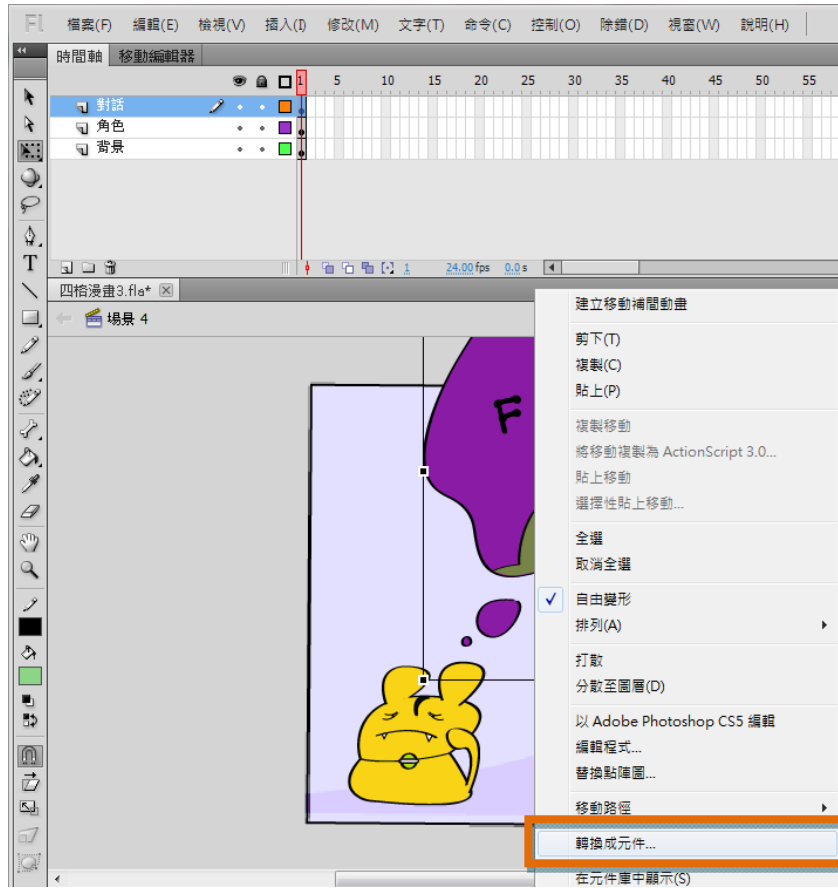 Fl 檔案(F) 編輯(E) 檢視(V) 插入(I) 修改(M) 文字(T) 命令(C) 控制(O) 除錯(D) 視窗(W) 說明(H)
時間軸 移動編輯器
1 5 10 15 20 25 30 35 40 45 50 55
對話
角色
背景
1 24.00 fps 0.0 s
四格漫畫3.fla*
場景 4
F
T
建立移動補間動畫
剪下(T)
複製(C)
貼上(P)
複製移動
將移動複製為 ActionScript 3.0...
貼上移動
選擇性貼上移動...
全選
取消全選
自由變形
排列(A)
打散
分散至圖層(D)
以 Adobe Photoshop CS5 編輯
編輯程式...
替換點陣圖...
移動路徑
轉換成元件...
在元件庫中顯示(S)